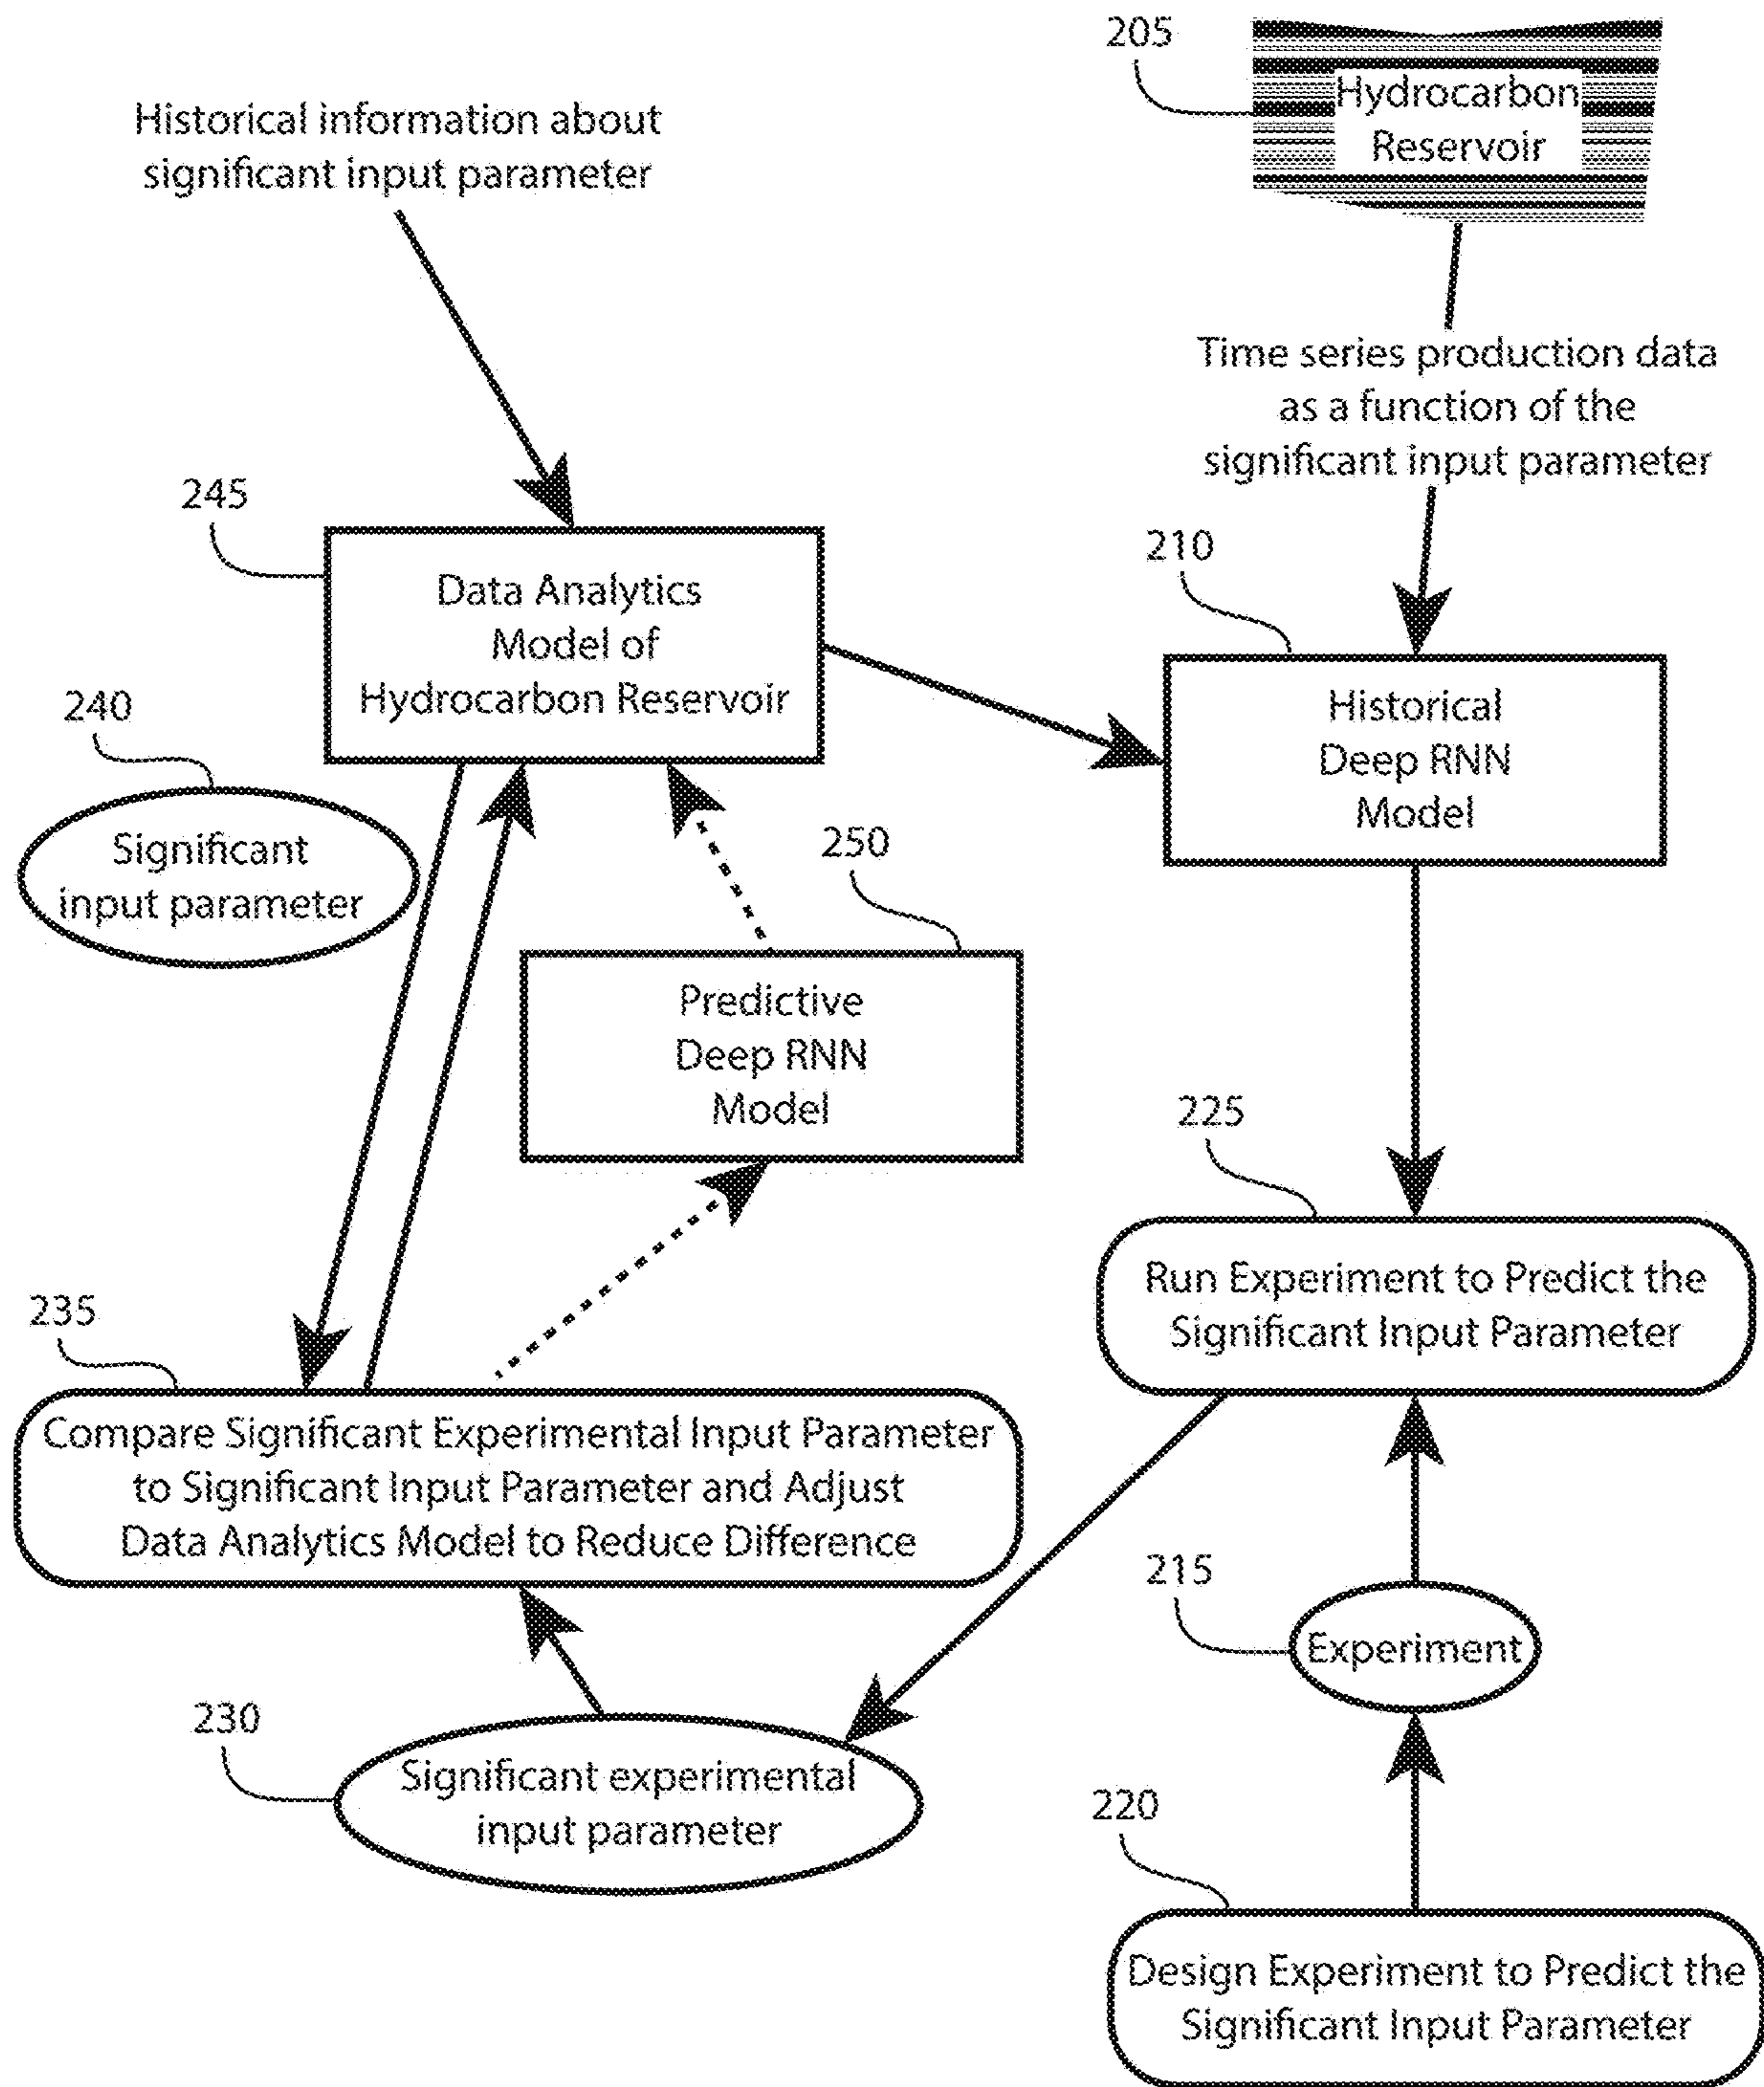 205
Hydrocarbon
Reservoir
Historical information about
significant input parameter
Time series production data
as a function of the
significant input parameter
245
210
Data Analytics
Model of
Hydrocarbon Reservoir
Historical
Deep RNN
Model
240
Significant
input parameter
250
Predictive
Deep RNN
Model
225
Run Experiment to Predict the
Significant Input Parameter
235
Compare Significant Experimental Input Parameter
to Significant Input Parameter and Adjust
Data Analytics Model to Reduce Difference
215
Experiment
230
Significant experimental
input parameter
220
Design Experiment to Predict the
Significant Input Parameter